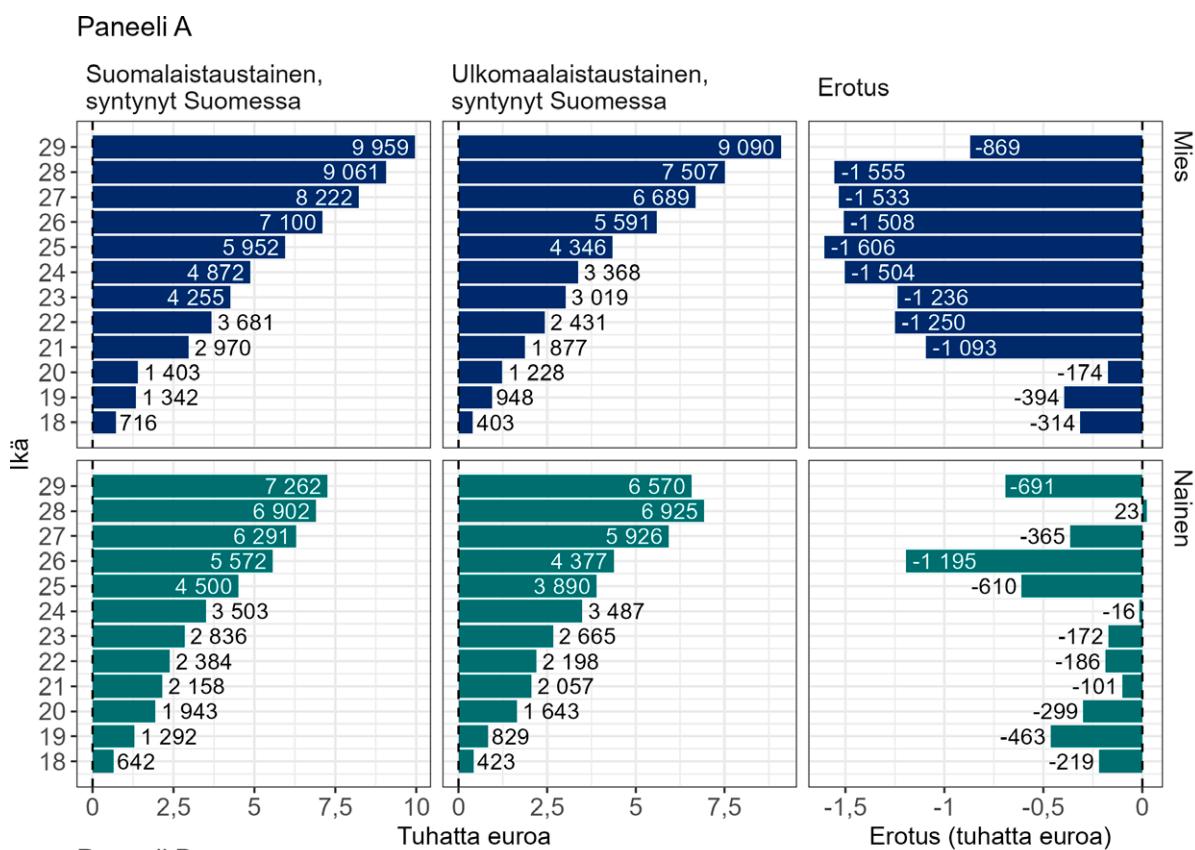 Paneeli A
Suomalaistaustainen,
syntynyt Suomessa
Ulkomaalaistaustainen,
syntynyt Suomessa
Erotus
Mies
Ikä
29 9 959 9 090 -869
28 9 061 7 507 -1 555
27 8 222 6 689 -1 533
26 7 100 5 591 -1 508
25 5 952 4 346 -1 606
24 4 872 3 368 -1 504
23 4 255 3 019 -1 236
22 3 681 2 431 -1 250
21 2 970 1 877 -1 093
20 1 403 1 228 -174
19 1 342 948 -394
18 716 403 -314
Nainen
29 7 262 6 570 -691
28 6 902 6 925 23
27 6 291 5 926 -365
26 5 572 4 377 -1 195
25 4 500 3 890 -610
24 3 503 3 487 -16
23 2 836 2 665 -172
22 2 384 2 198 -186
21 2 158 2 057 -101
20 1 943 1 643 -299
19 1 292 829 -463
18 642 423 -219
0 2,5 5 7,5 10 0 2,5 5 7,5 -1,5 -1 -0,5 0
Tuhatta euroa
Erotus (tuhatta euroa)